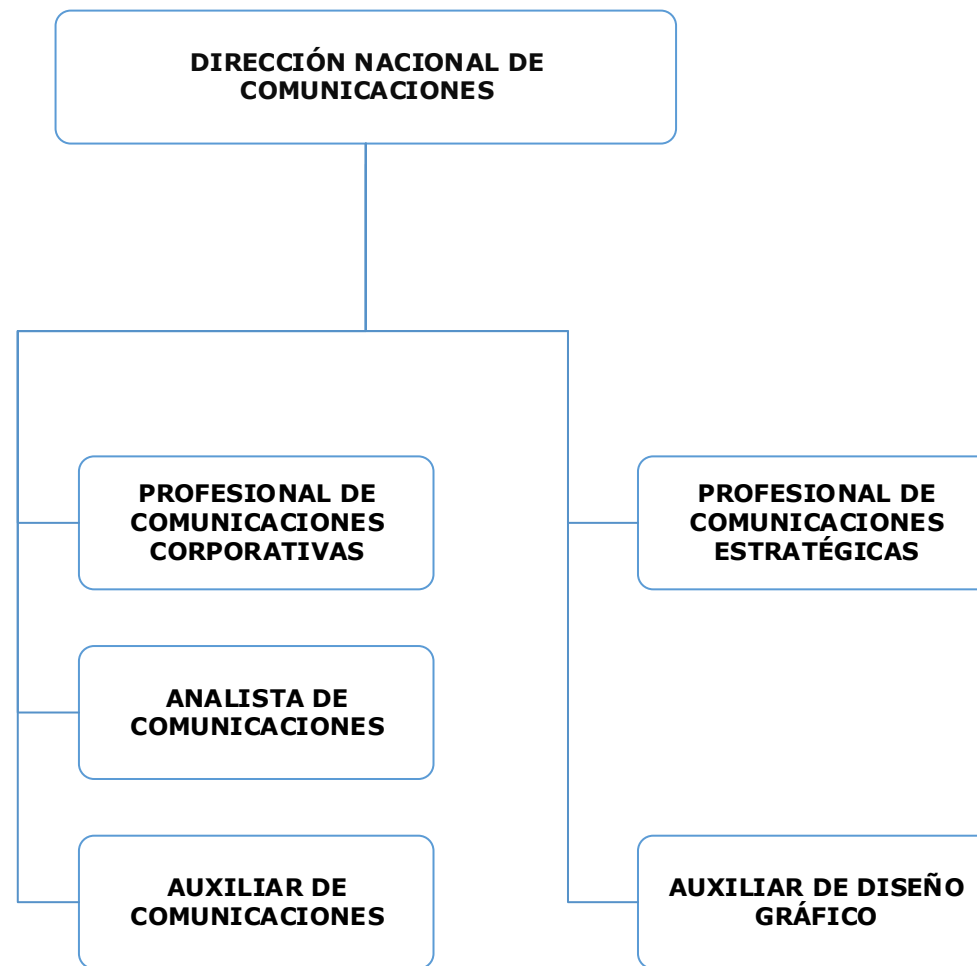 DIRECCIÓN NACIONAL DE
COMUNICACIONES
PROFESIONAL DE
COMUNICACIONES
CORPORATIVAS
PROFESIONAL DE
COMUNICACIONES
ESTRATÉGICAS
ANALISTA DE
COMUNICACIONES
AUXILIAR DE
COMUNICACIONES
AUXILIAR DE DISEÑO
GRÁFICO